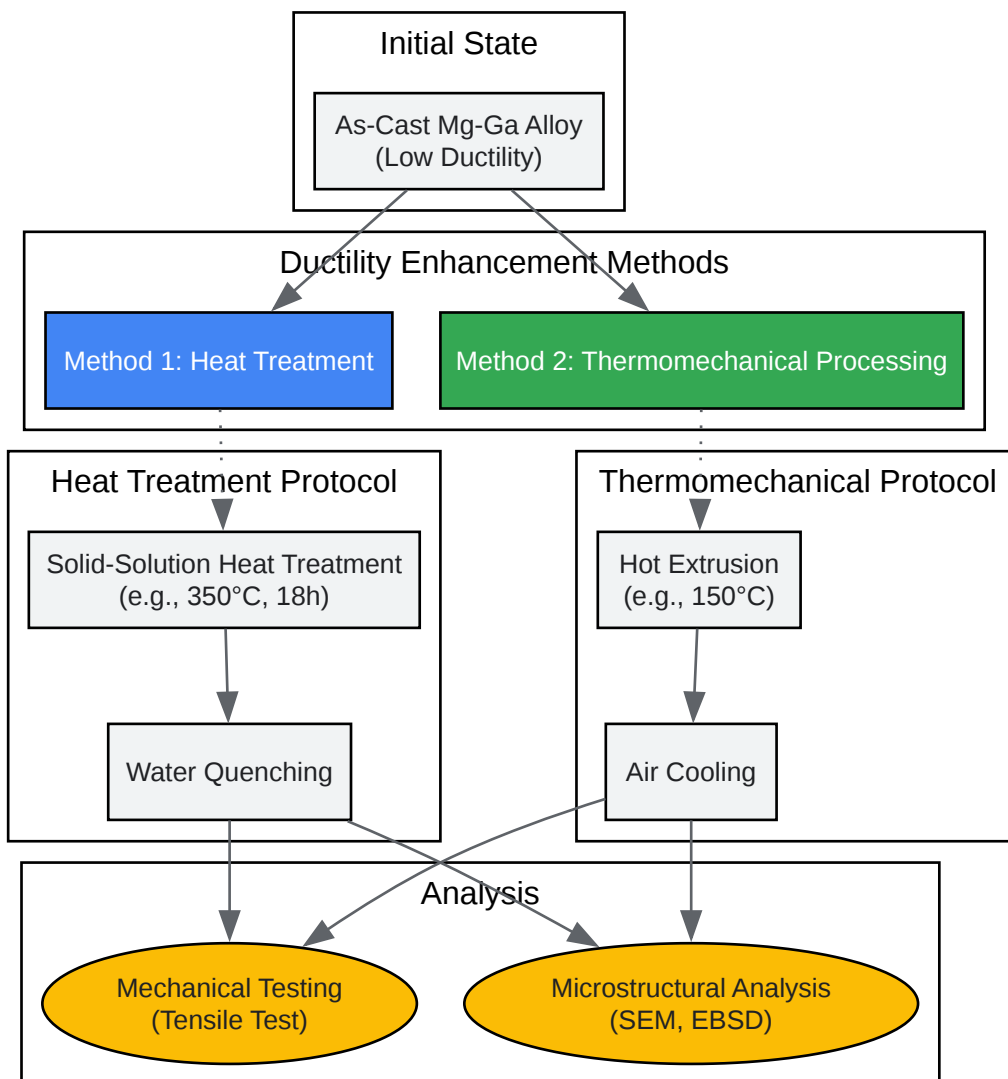 Initial State
As-Cast Mg-Ga Alloy
(Low Ductility)
Ductility Enhancement Methods
Method 1: Heat Treatment
Method 2: Thermomechanical Processing
Heat Treatment Protocol
Thermomechanical Protocol
Solid-Solution Heat Treatment
(e.g., 350°C, 18h)
Hot Extrusion
(e.g., 150°C)
Water Quenching
Air Cooling
Analysis
Mechanical Testing
(Tensile Test)
Microstructural Analysis
(SEM, EBSD)